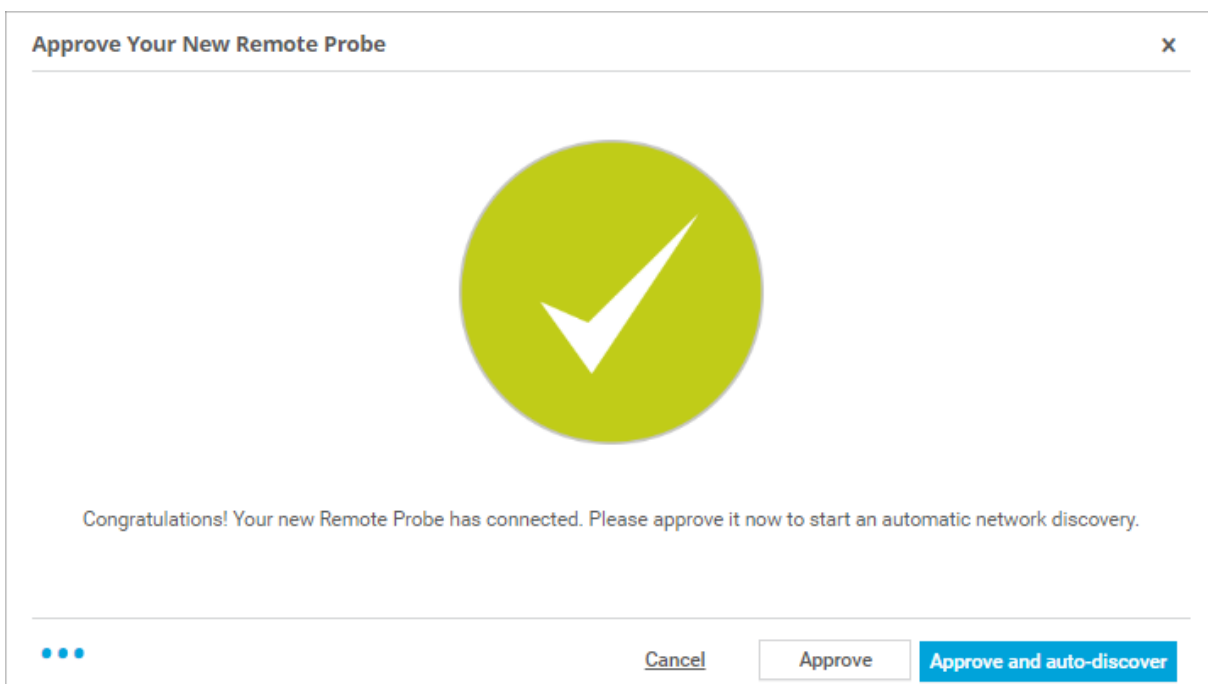 Approve Your New Remote Probe
Congratulations! Your new Remote Probe has connected. Please approve it now to start an automatic network discovery.
Cancel
Approve
Approve and auto-discover